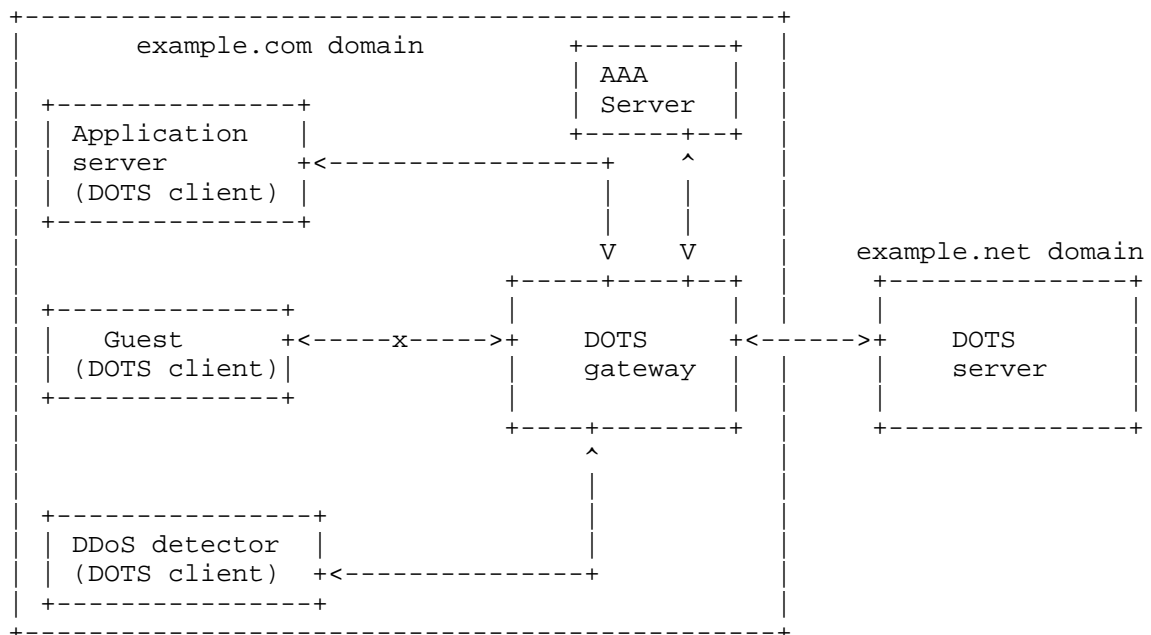 example.com domain
AAA
Server
Application
server
(DOTS client)
example.net domain
Guest
(DOTS client)
x
DOTS
gateway
DOTS
server
DDoS detector
(DOTS client)